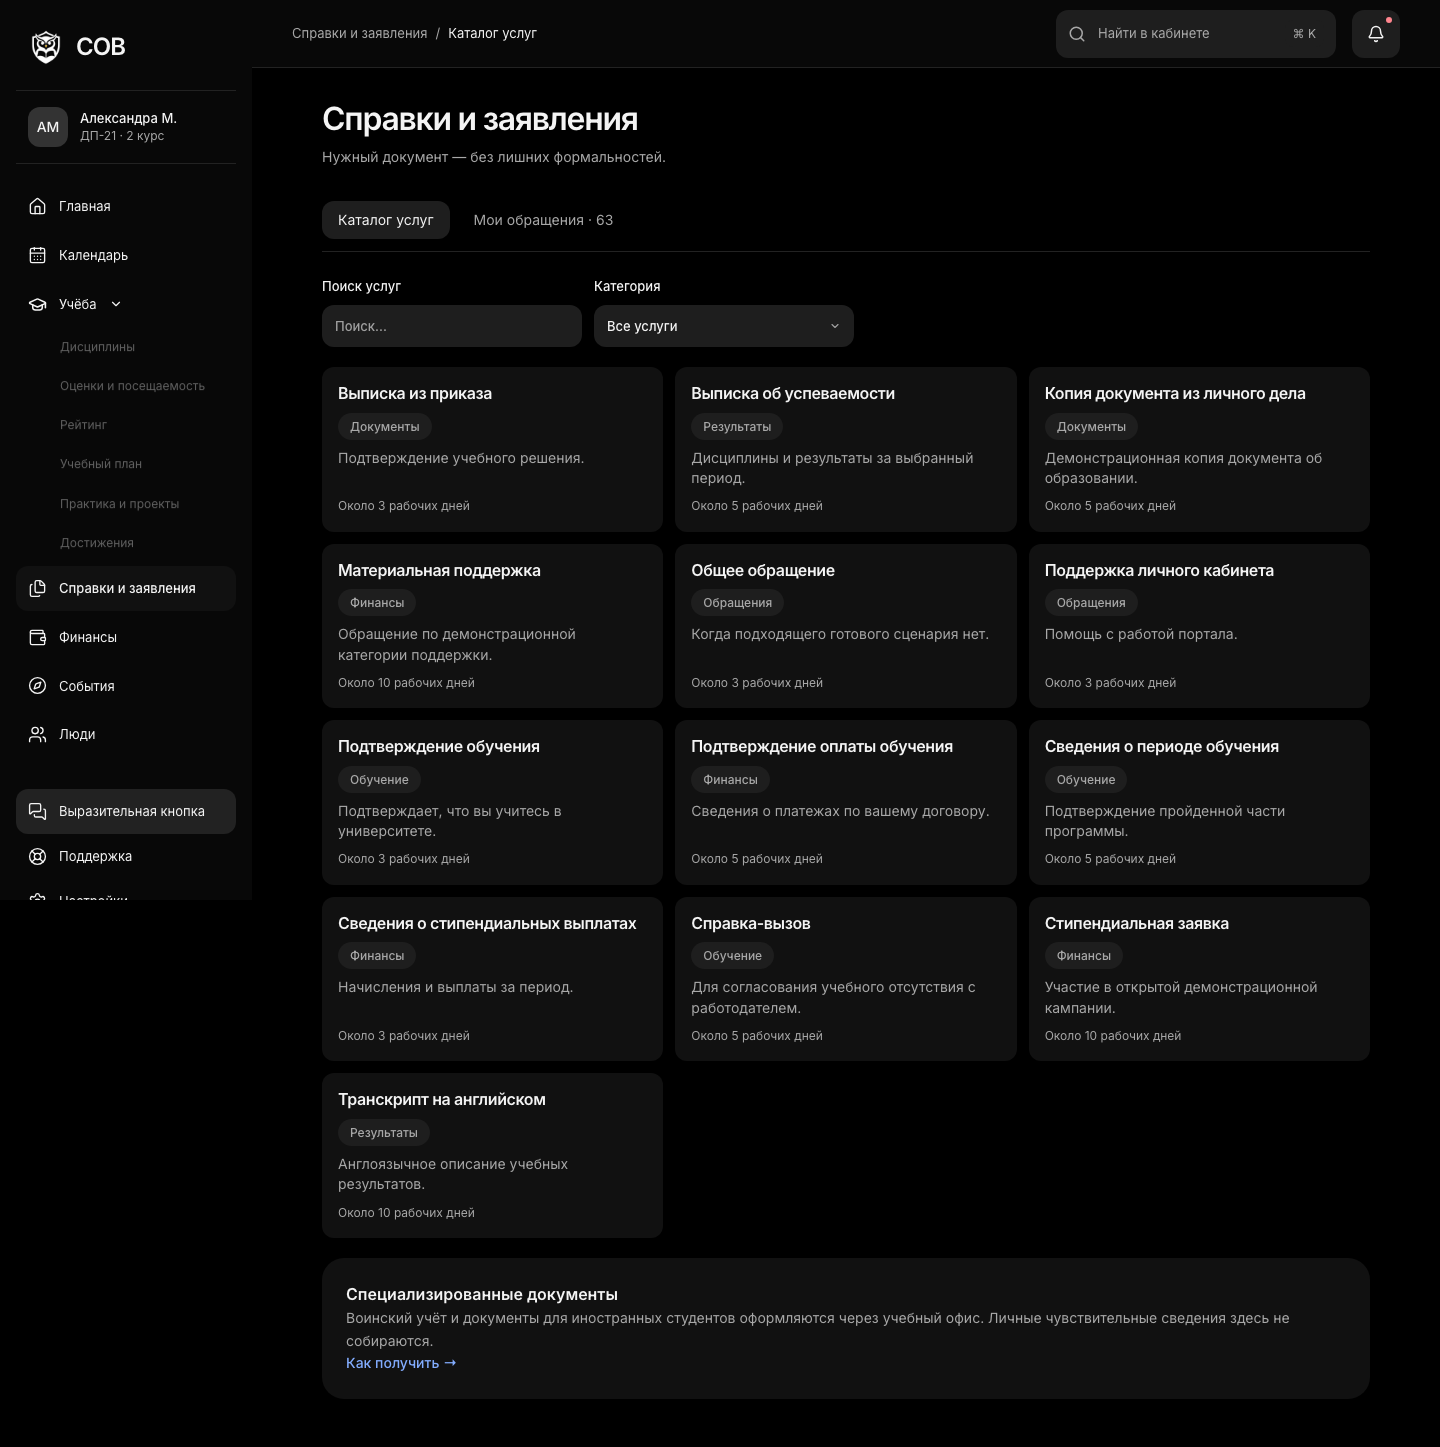 СОВ
Справки и заявления / Каталог услуг
Найти в кабинете
⌘ K
АМ
Александра М.
ДП-21 · 2 курс
Главная
Календарь
Учёба
Дисциплины
Оценки и посещаемость
Рейтинг
Учебный план
Практика и проекты
Достижения
Справки и заявления
Финансы
События
Люди
Выразительная кнопка
Поддержка
Настройки
Справки и заявления
Нужный документ — без лишних формальностей.
Каталог услуг
Мои обращения · 63
Поиск услуг
Категория
Поиск...
Все услуги
Выписка из приказа
Документы
Подтверждение учебного решения.
Около 3 рабочих дней
Выписка об успеваемости
Результаты
Дисциплины и результаты за выбранный
период.
Около 5 рабочих дней
Копия документа из личного дела
Документы
Демонстрационная копия документа об
образовании.
Около 5 рабочих дней
Материальная поддержка
Финансы
Обращение по демонстрационной
категории поддержки.
Около 10 рабочих дней
Общее обращение
Обращения
Когда подходящего готового сценария нет.
Около 3 рабочих дней
Поддержка личного кабинета
Обращения
Помощь с работой портала.
Около 3 рабочих дней
Подтверждение обучения
Обучение
Подтверждает, что вы учитесь в
университете.
Около 3 рабочих дней
Подтверждение оплаты обучения
Финансы
Сведения о платежах по вашему договору.
Около 5 рабочих дней
Сведения о периоде обучения
Обучение
Подтверждение пройденной части
программы.
Около 5 рабочих дней
Сведения о стипендиальных выплатах
Финансы
Начисления и выплаты за период.
Около 3 рабочих дней
Справка-вызов
Обучение
Для согласования учебного отсутствия с
работодателем.
Около 5 рабочих дней
Стипендиальная заявка
Финансы
Участие в открытой демонстрационной
кампании.
Около 10 рабочих дней
Транскрипт на английском
Результаты
Англоязычное описание учебных
результатов.
Около 10 рабочих дней
Специализированные документы
Воинский учёт и документы для иностранных студентов оформляются через учебный офис. Личные чувствительные сведения здесь не
собираются.
Как получить →